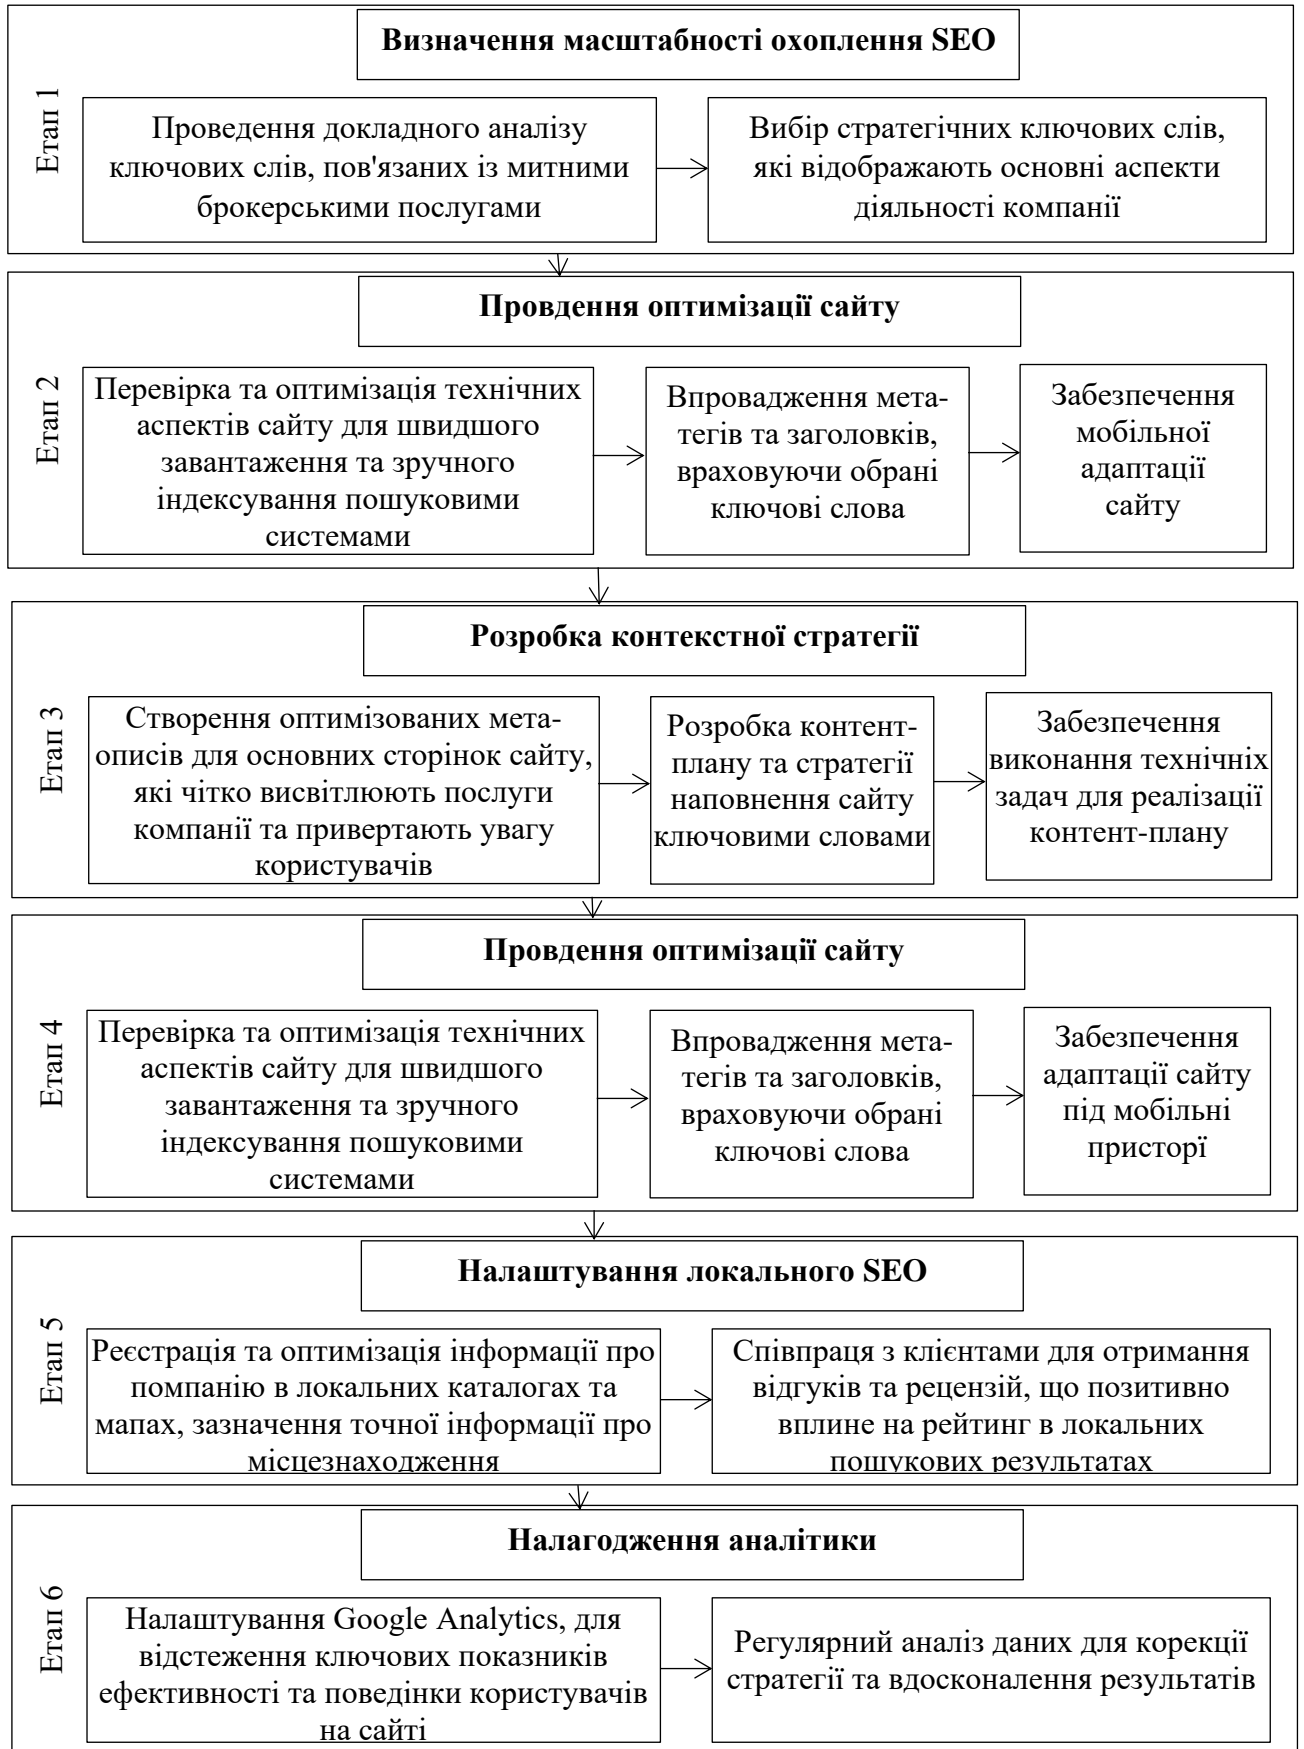 Визначення масштабності охоплення SEO
Етап 1
Проведення докладного аналізу
ключових слів, пов'язаних із митними
брокерськими послугами
Вибір стратегічних ключових слів,
які відображають основні аспекти
діяльності компанії
Провдення оптимізації сайту
Етап 2
Перевірка та оптимізація технічних
аспектів сайту для швидшого
завантаження та зручного
індексування пошуковими
системами
Впровадження мета-
тегів та заголовків,
враховуючи обрані
ключові слова
Забезпечення
мобільної
адаптації
сайту
Розробка контекстної стратегії
Етап 3
Створення оптимізованих мета-
описів для основних сторінок сайту,
які чітко висвітлюють послуги
компанії та привертають увагу
користувачів
Розробка контент-
плану та стратегії
наповнення сайту
ключовими словами
Забезпечення
виконання технічніх
задач для реалізації
контент-плану
Провдення оптимізації сайту
Етап 4
Перевірка та оптимізація технічних
аспектів сайту для швидшого
завантаження та зручного
індексування пошуковими
системами
Впровадження мета-
тегів та заголовків,
враховуючи обрані
ключові слова
Забезпечення
адаптації сайту
під мобільні
присторї
Налаштування локального SEO
Етап 5
Реєстрація та оптимізація інформації про
помпанію в локальних каталогах та
мапах, зазначення точної інформації про
місцезнаходження
Співпраця з клієнтами для отримання
відгуків та рецензій, що позитивно
вплине на рейтинг в локальних
пошукових результатах
Налагодження аналітики
Етап 6
Налаштування Google Analytics, для
відстеження ключових показників
ефективності та поведінки користувачів
на сайті
Регулярний аналіз даних для корекції
стратегії та вдосконалення результатів